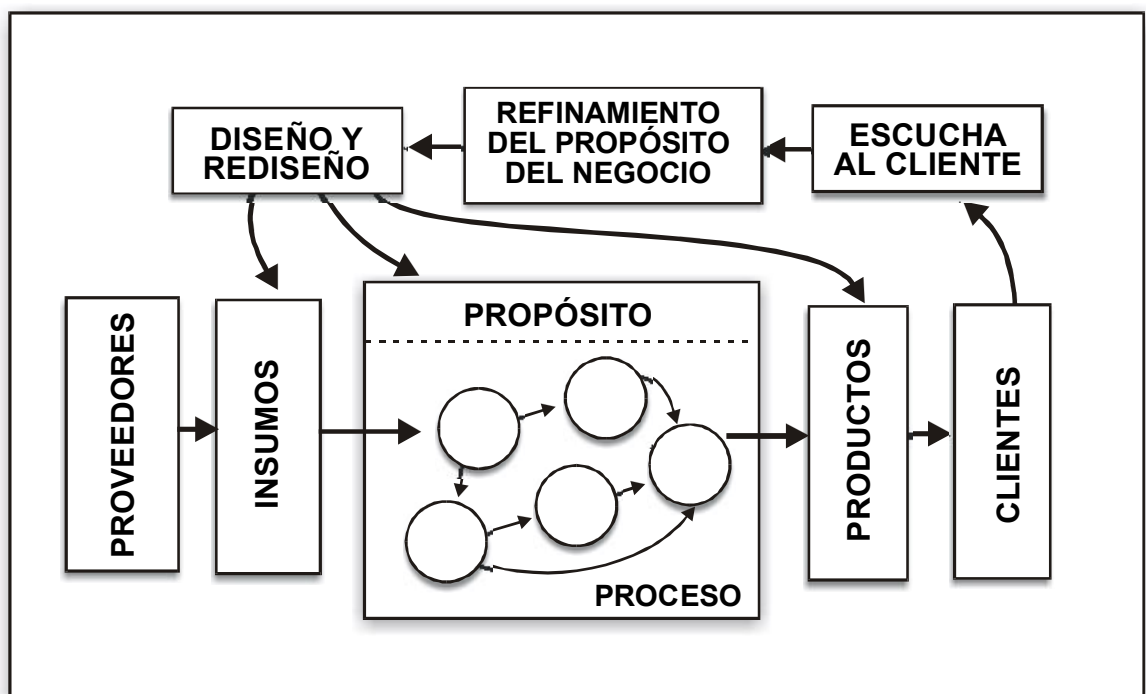 DISEÑO Y
REDISEÑO
REFINAMIENTO
DEL PROPÓSITO
DEL NEGOCIO
ESCUCHA
AL CLIENTE
PROVEEDORES
INSUMOS
PROPÓSITO
PROCESO
PRODUCTOS
CLIENTES